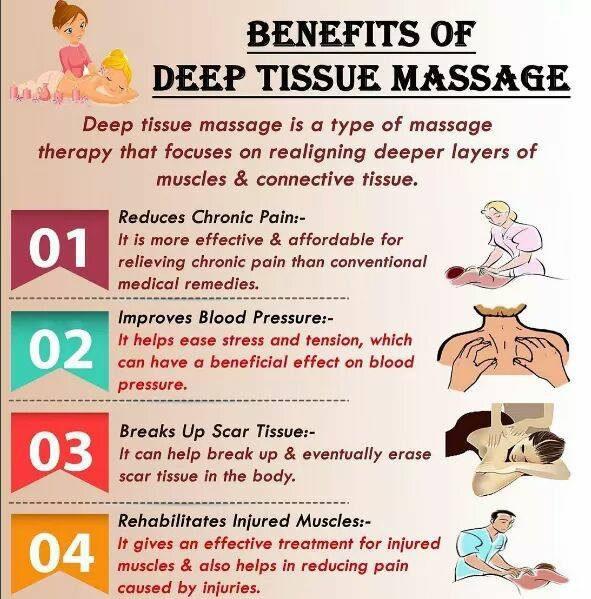 BENEFITS OF
DEEP TISSUE MASSAGE
Deep tissue massage is a type of massage
therapy that focuses on realigning deeper layers of
muscles & connective tissue.
01
Reduces Chronic Pain:-
It is more effective & affordable for
relieving chronic pain than conventional
medical remedies.
02
Improves Blood Pressure:-
It helps ease stress and tension, which
can have a beneficial effect on blood
pressure.
03
Breaks Up Scar Tissue:-
It can help break up & eventually erase
scar tissue in the body.
04
Rehabilitates Injured Muscles:-
It gives an effective treatment for injured
muscles & also helps in reducing pain
caused by injuries.